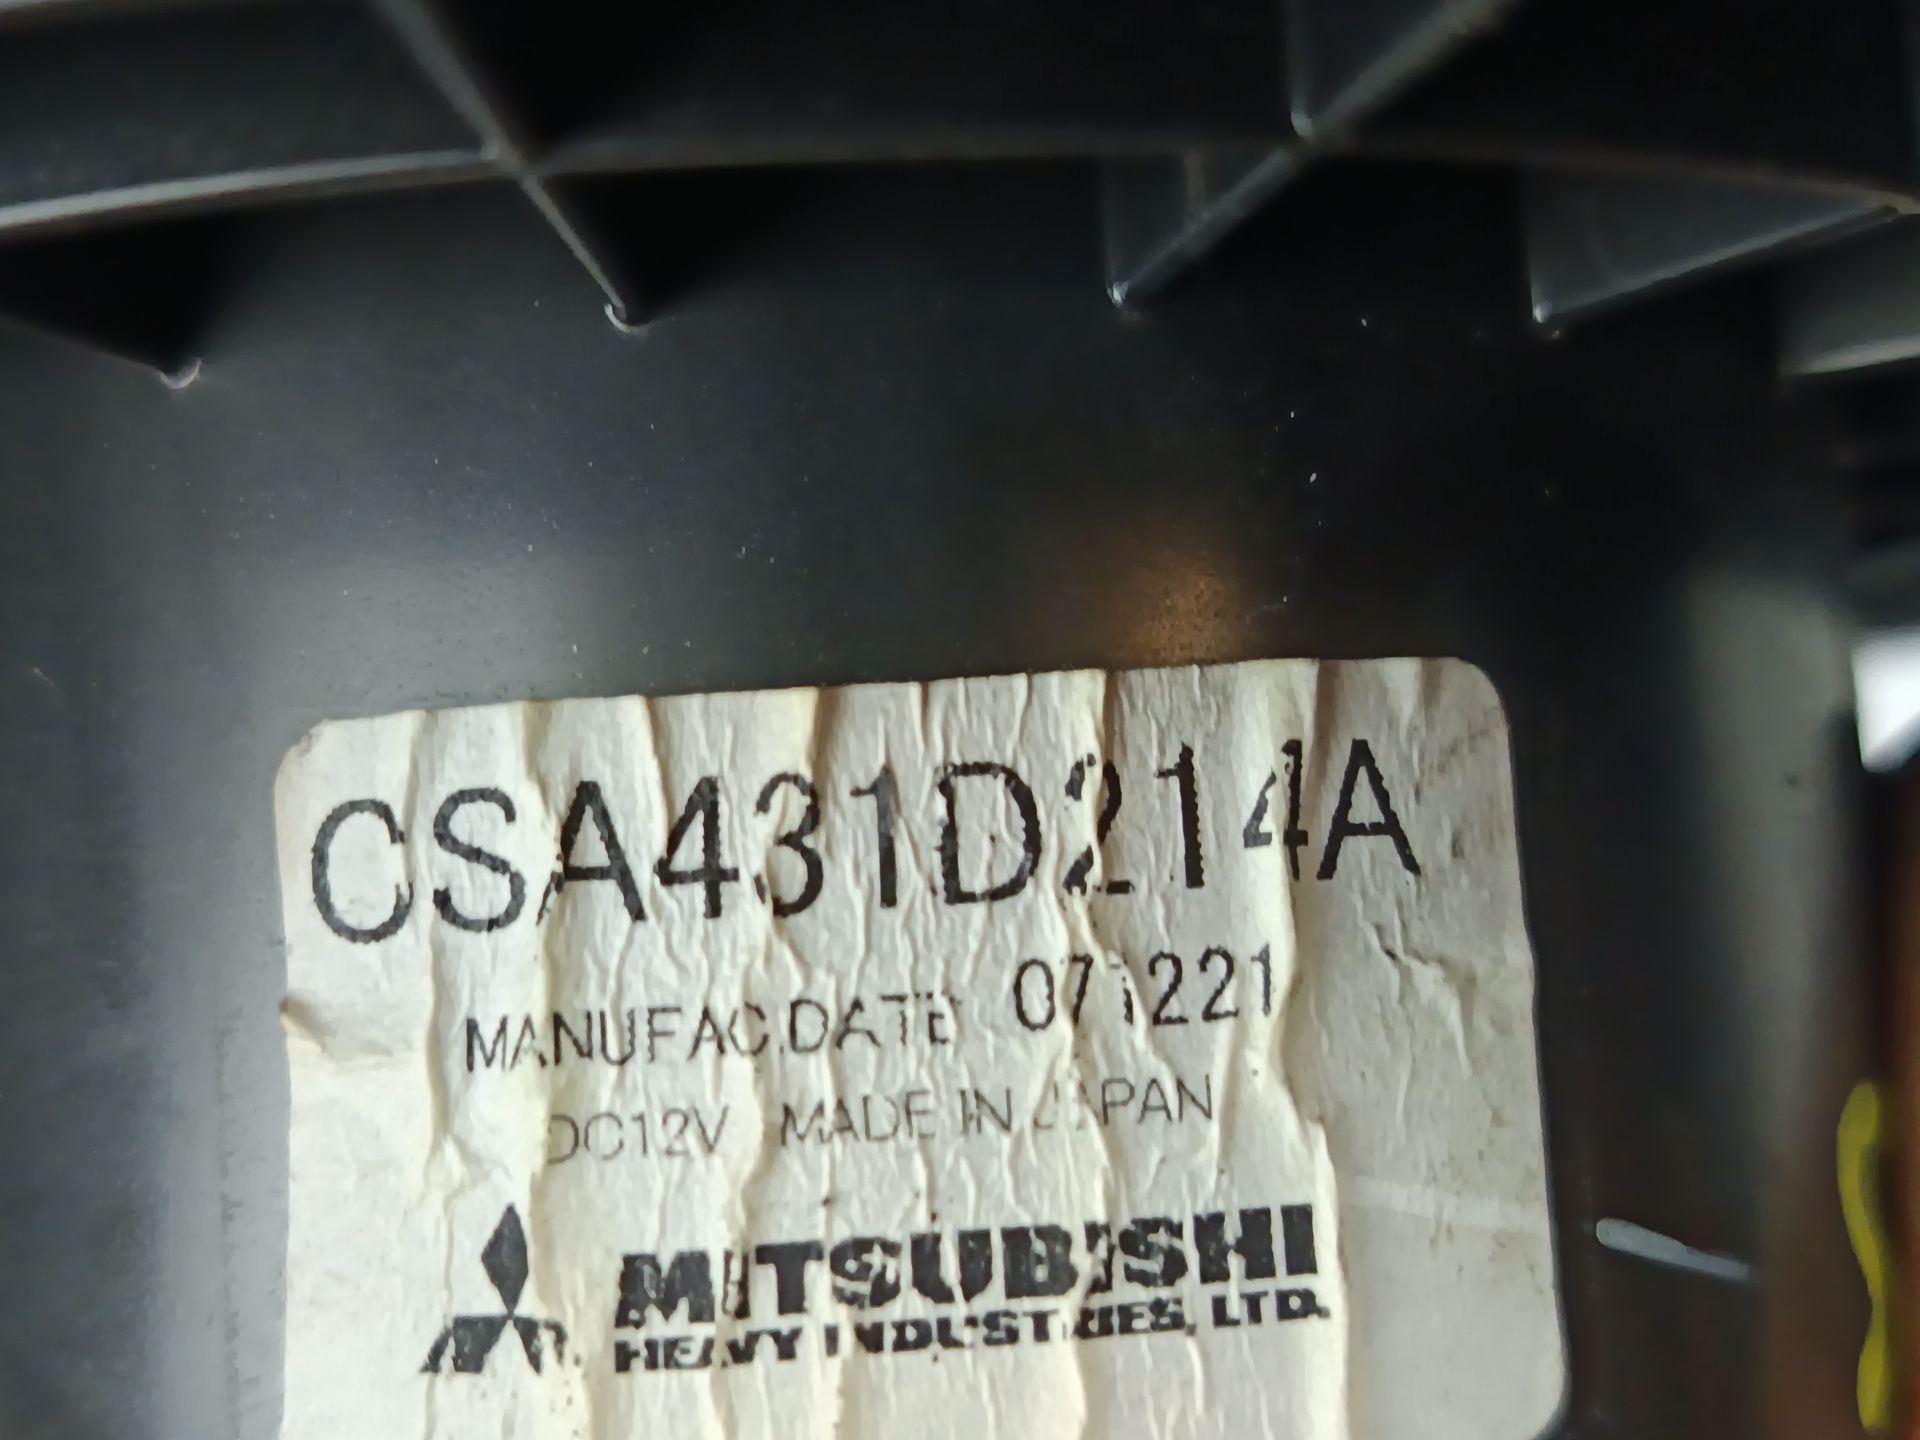 CSA431D214A
MANUFAC.DATE 071221
DC12V MADE IN JAPAN
MITSUBISHI
HEAVY INDUSTRIES, LTD.